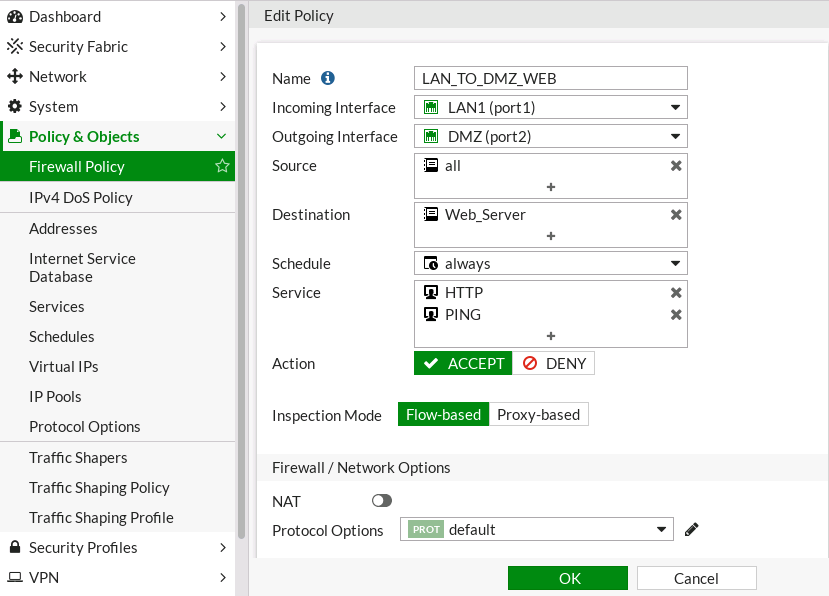 Dashboard
Security Fabric
Network
System
Policy & Objects
Firewall Policy
IPv4 DoS Policy
Addresses
Internet Service
Database
Services
Schedules
Virtual IPs
IP Pools
Protocol Options
Traffic Shapers
Traffic Shaping Policy
Traffic Shaping Profile
Security Profiles
VPN
Edit Policy
Name LAN_TO_DMZ_WEB
Incoming Interface LAN1 (port1)
Outgoing Interface DMZ (port2)
Source all
Destination Web_Server
Schedule always
Service HTTP
PING
Action ACCEPT DENY
Inspection Mode Flow-based Proxy-based
Firewall / Network Options
NAT
Protocol Options PROT default
OK Cancel